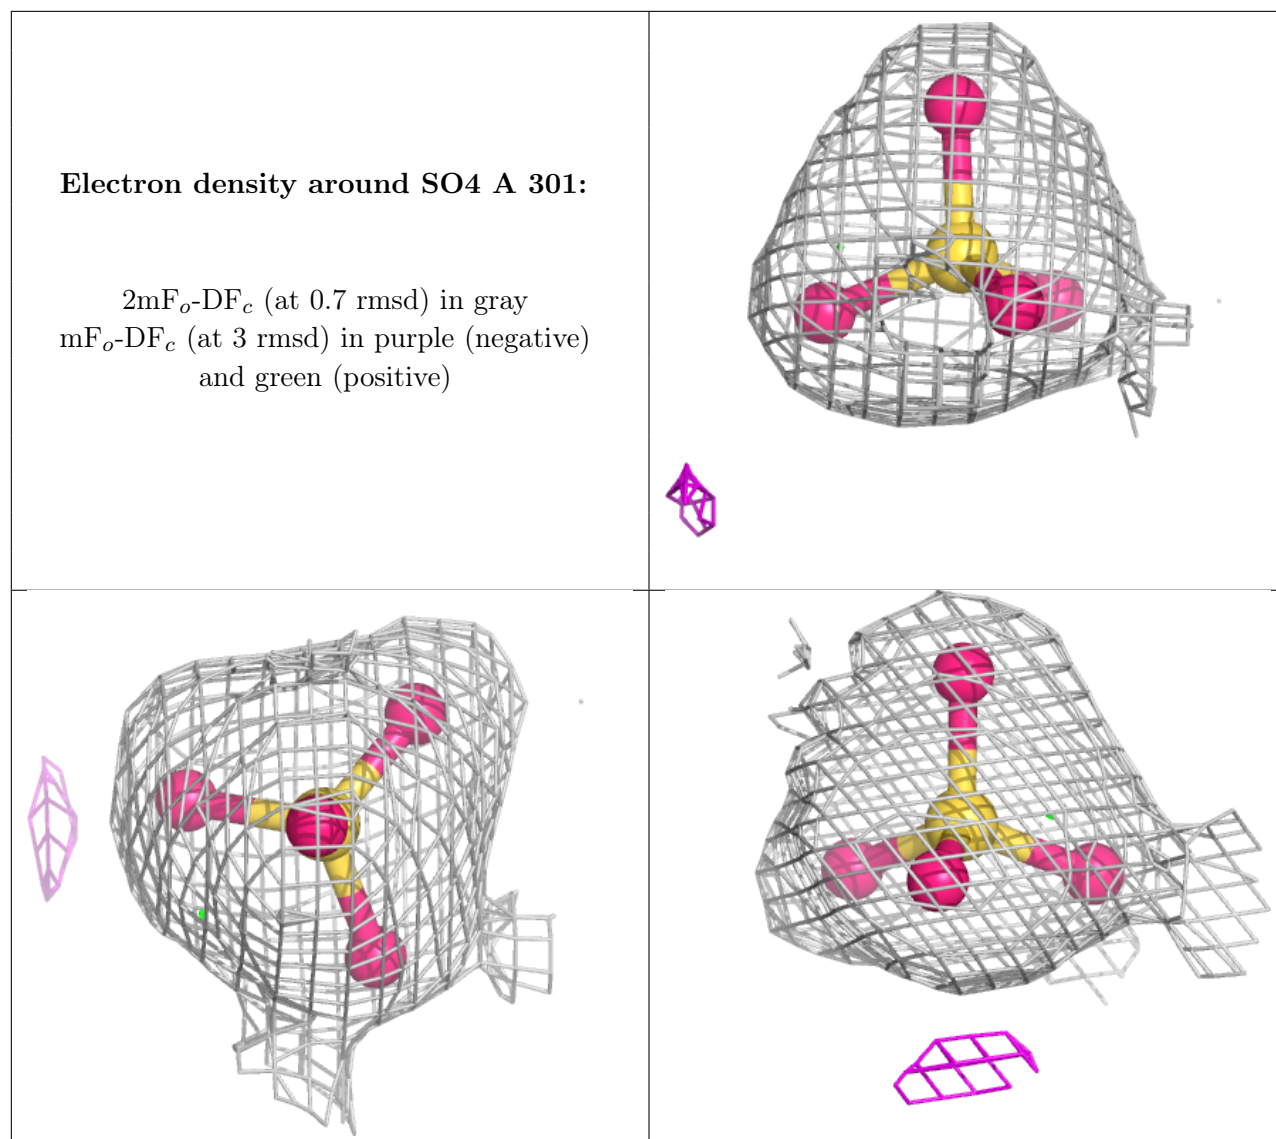 Electron density around SO4 A 301:
2mFo-DFc (at 0.7 rmsd) in gray
mFo-DFc (at 3 rmsd) in purple (negative)
and green (positive)